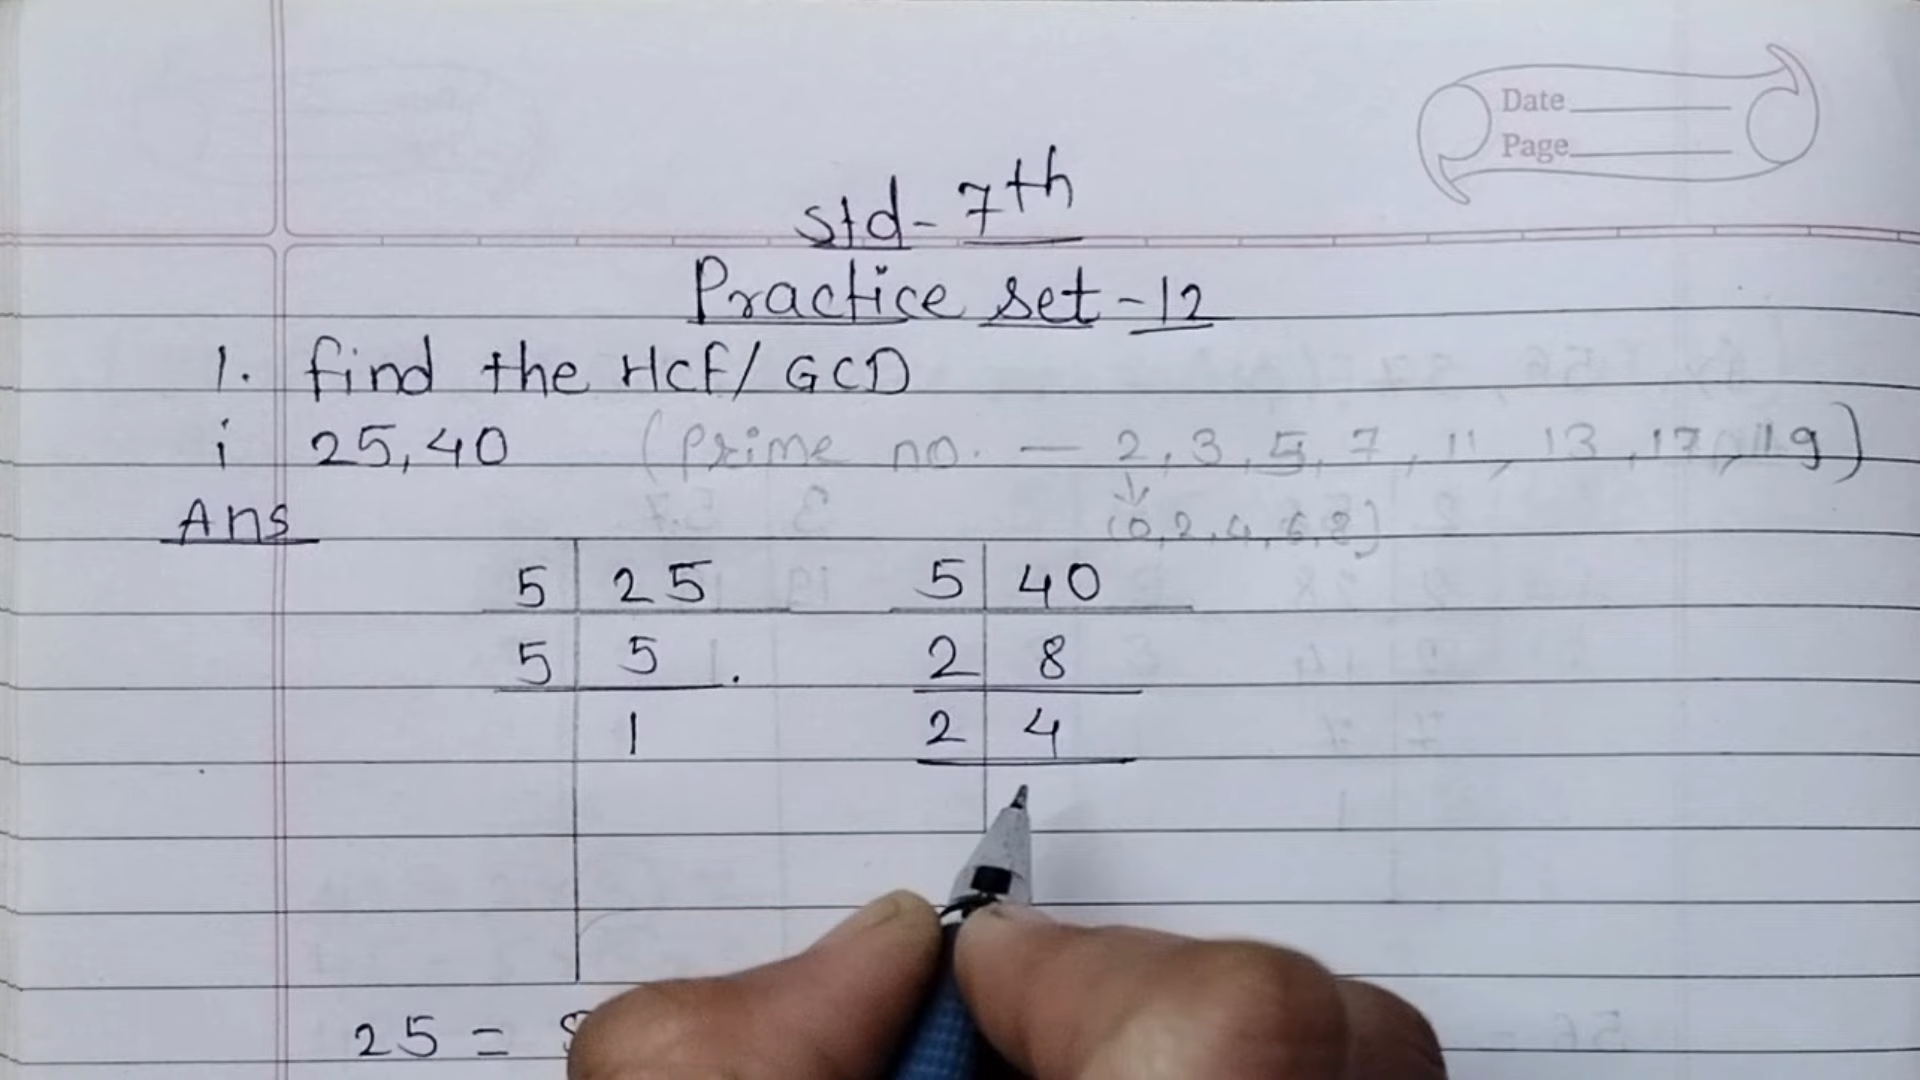 Date
Page
std - 7th
Practice set - 12
1. find the HCF/ GCD
i 25, 40 (prime no. — 2, 3, 5, 7, 11, 13, 17, 19)
(0, 2, 4, 6, 8)
Ans
5 25 5 40
5 5 . 2 8
1 2 4
25 =